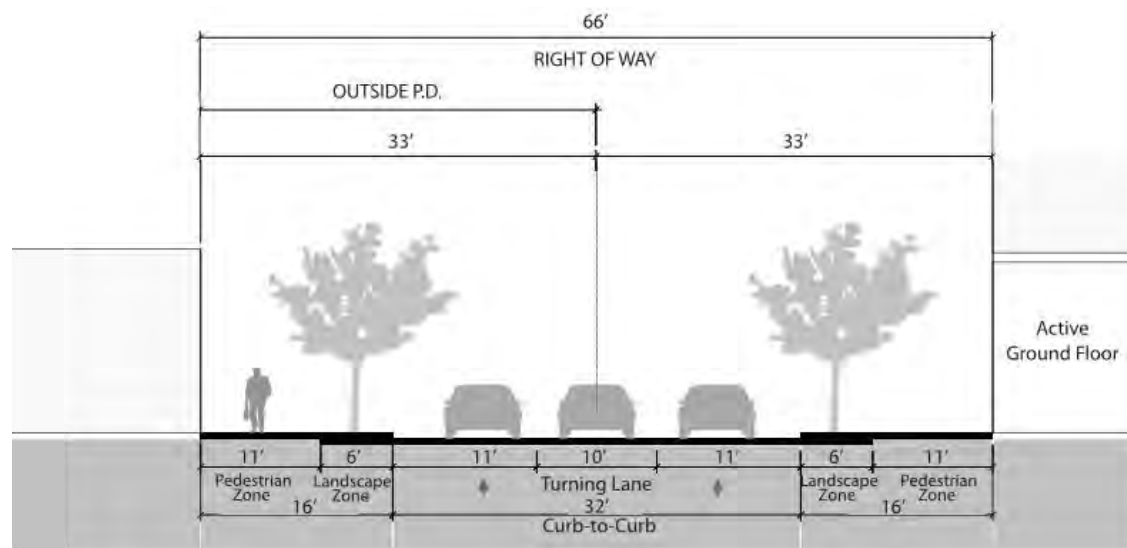 66’
RIGHT OF WAY
OUTSIDE P.D.
33’ 33’
Active
Ground Floor
11’ 6’ 11’ 10’ 11’ 6’ 11’
Pedestrian Zone
Landscape Zone
Turning Lane
Landscape Zone
Pedestrian Zone
16’ 32’ 16’
Curb-to-Curb